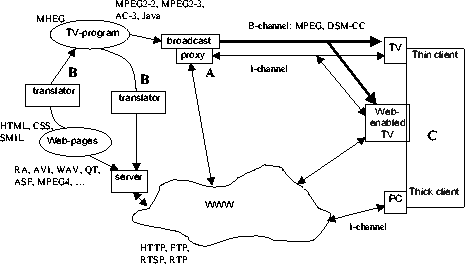 MPEG2-2, MPEG2-3,
AC-3, Java
MHEG
TV-program
B-channel: MPEG, DSM-CC
broadcast
proxy
TV
Thin client
B
B
A
I-channel
translator
translator
Web-
enabled
TV
HTML, CSS,
SMIL
Web-pages
C
RA, AVI, WAV, QT,
ASF, MPEG4, ...
server
WWW
PC
Thick client
I-channel
HTTP, FTP,
RTSP, RTP